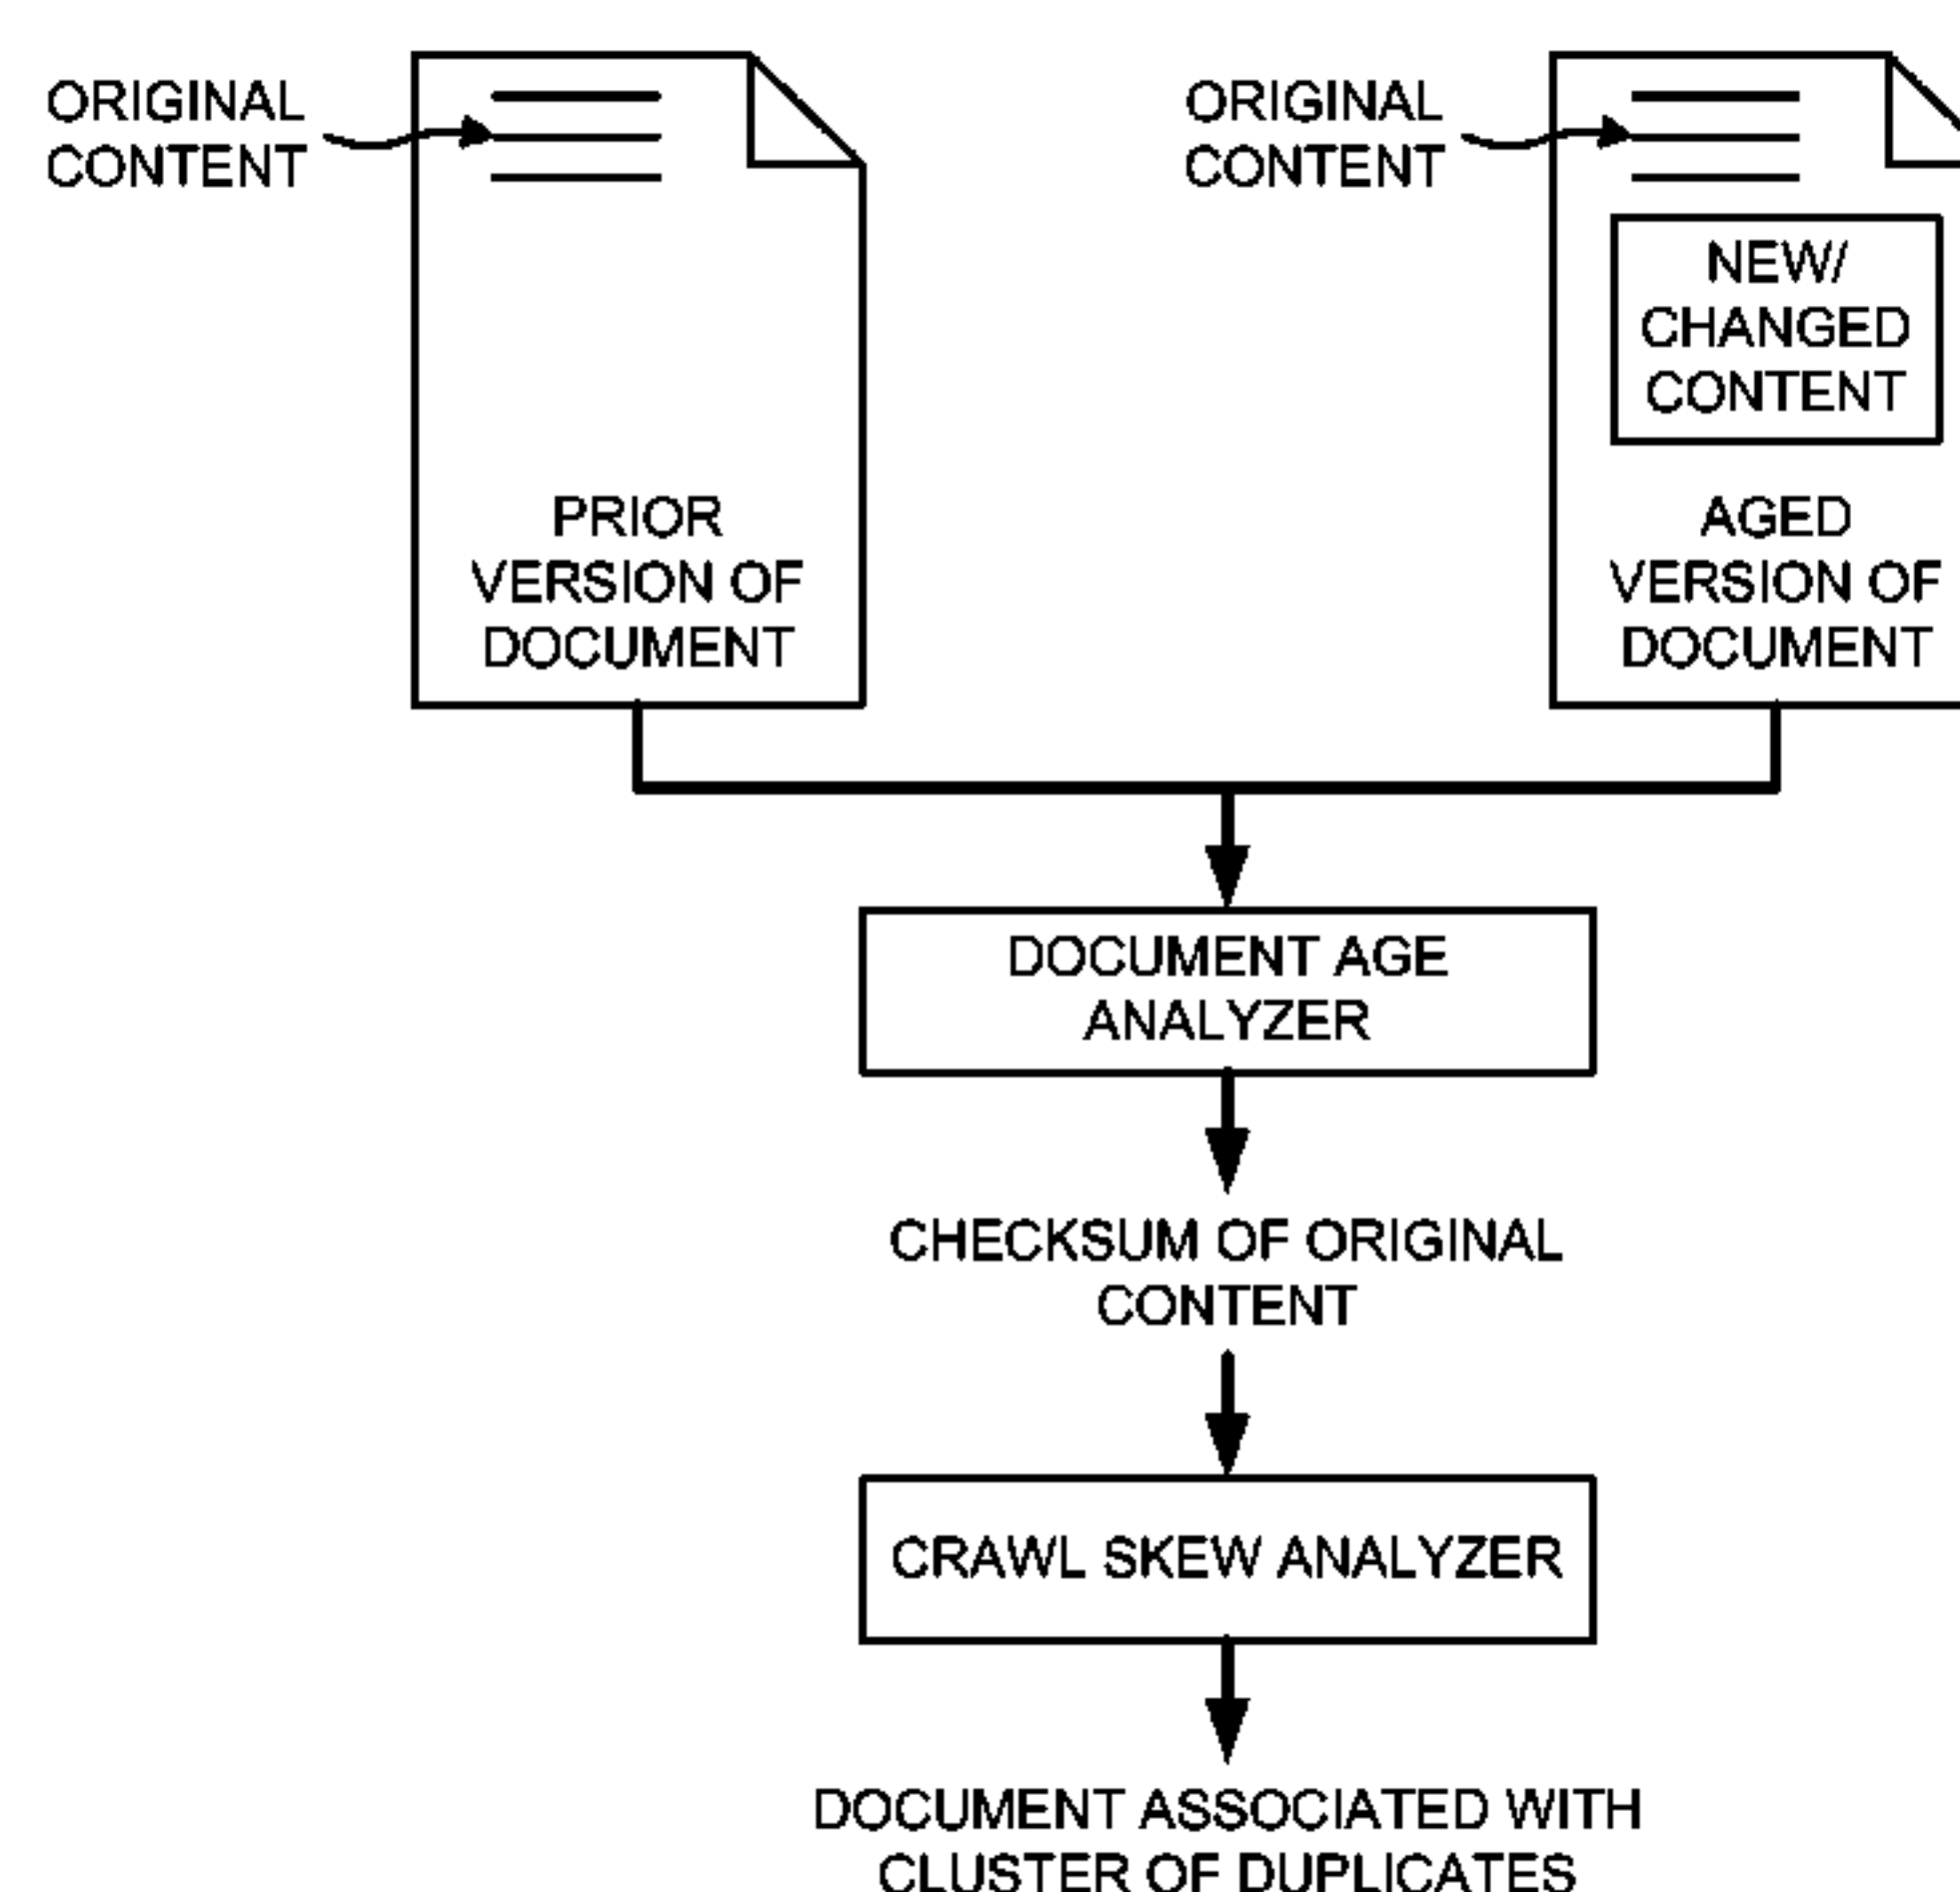 ORIGINAL
CONTENT
PRIOR
VERSION OF
DOCUMENT
ORIGINAL
CONTENT
NEW/
CHANGED
CONTENT
AGED
VERSION OF
DOCUMENT
DOCUMENT AGE
ANALYZER
CHECKSUM OF ORIGINAL
CONTENT
CRAWL SKEW ANALYZER
DOCUMENT ASSOCIATED WITH
CLUSTER OF DUPLICATES